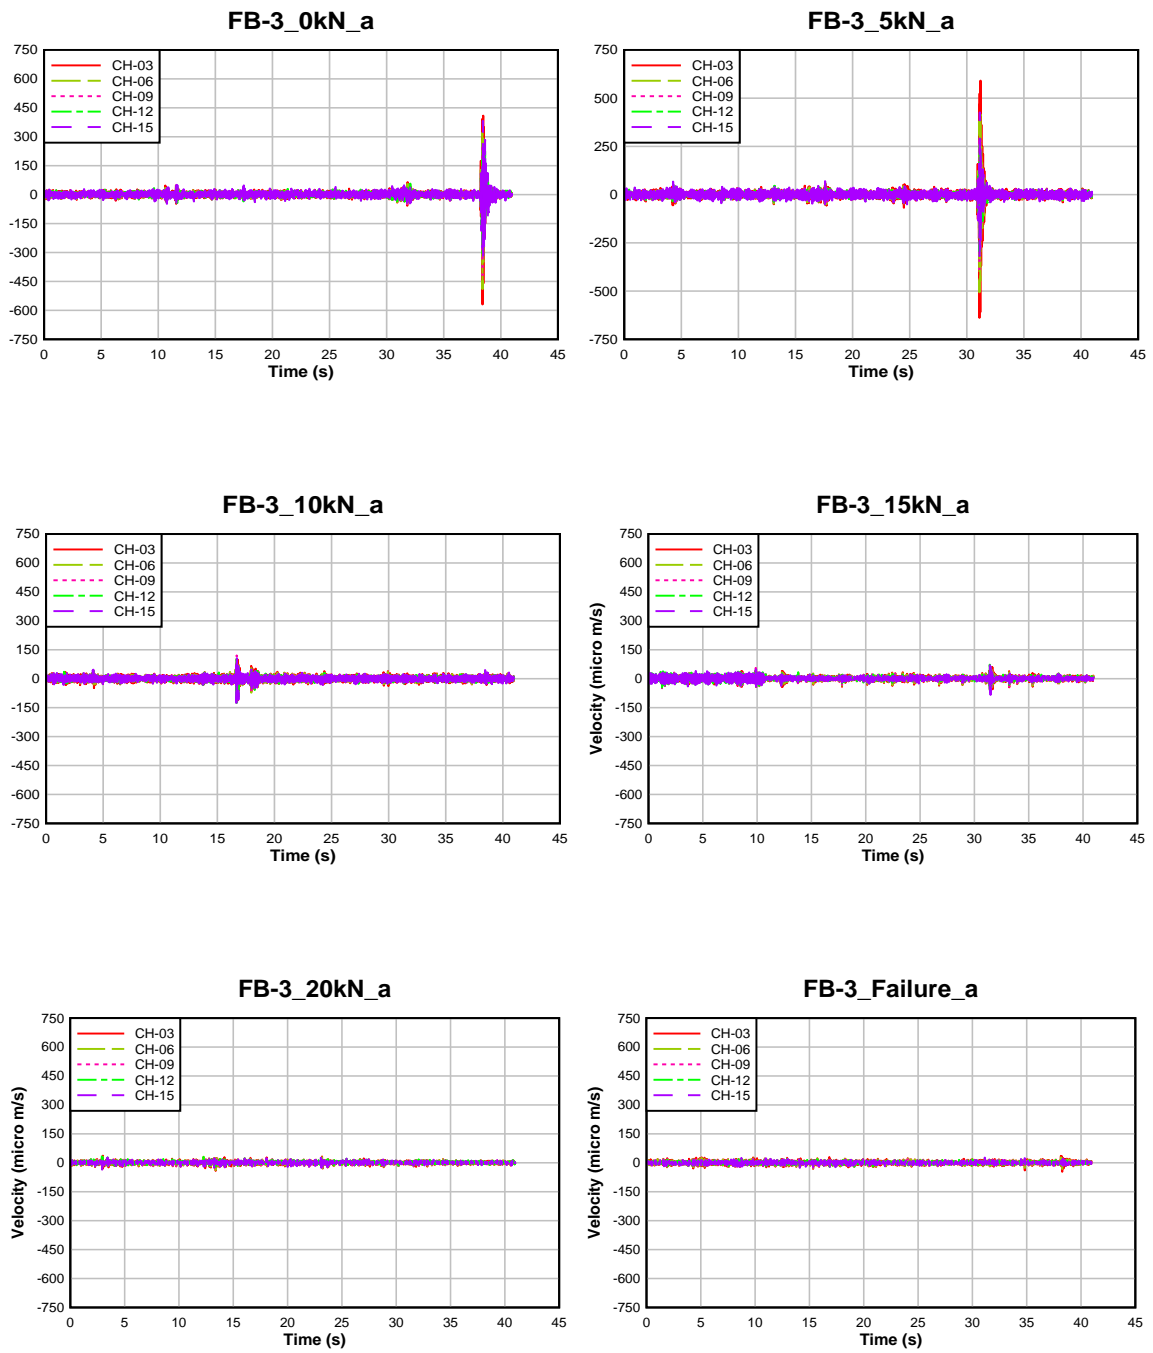 FB-3_0kN_a
750
600
450
300
150
0
-150
-300
-450
-600
-750
CH-03
CH-06
CH-09
CH-12
CH-15
0 5 10 15 20 25 30 35 40 45
Time (s)
FB-3_5kN_a
750
500
250
0
-250
-500
-750
CH-03
CH-06
CH-09
CH-12
CH-15
0 5 10 15 20 25 30 35 40 45
Time (s)
FB-3_10kN_a
750
600
450
300
150
0
-150
-300
-450
-600
-750
CH-03
CH-06
CH-09
CH-12
CH-15
0 5 10 15 20 25 30 35 40 45
Time (s)
FB-3_15kN_a
Velocity (micro m/s)
750
600
450
300
150
0
-150
-300
-450
-600
-750
CH-03
CH-06
CH-09
CH-12
CH-15
0 5 10 15 20 25 30 35 40 45
Time (s)
FB-3_20kN_a
Velocity (micro m/s)
750
600
450
300
150
0
-150
-300
-450
-600
-750
CH-03
CH-06
CH-09
CH-12
CH-15
0 5 10 15 20 25 30 35 40 45
Time (s)
FB-3_Failure_a
Velocity (micro m/s)
750
600
450
300
150
0
-150
-300
-450
-600
-750
CH-03
CH-06
CH-09
CH-12
CH-15
0 5 10 15 20 25 30 35 40 45
Time (s)